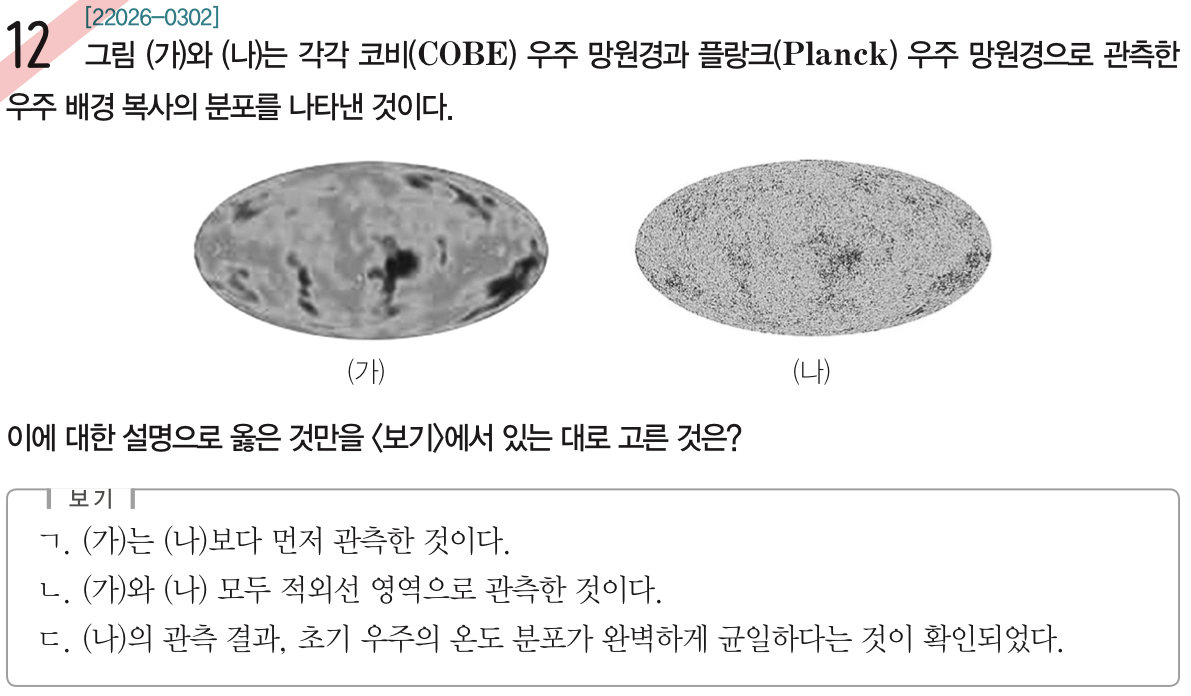 [22026-0302]
12 그림 (가)와 (나)는 각각 코비(COBE) 우주 망원경과 플랑크(Planck) 우주 망원경으로 관측한
우주 배경 복사의 분포를 나타낸 것이다.
(가) (나)
이에 대한 설명으로 옳은 것만을 <보기>에서 있는 대로 고른 것은?
보기
ㄱ. (가)는 (나)보다 먼저 관측한 것이다.
ㄴ. (가)와 (나) 모두 적외선 영역으로 관측한 것이다.
ㄷ. (나)의 관측 결과, 초기 우주의 온도 분포가 완벽하게 균일하다는 것이 확인되었다.